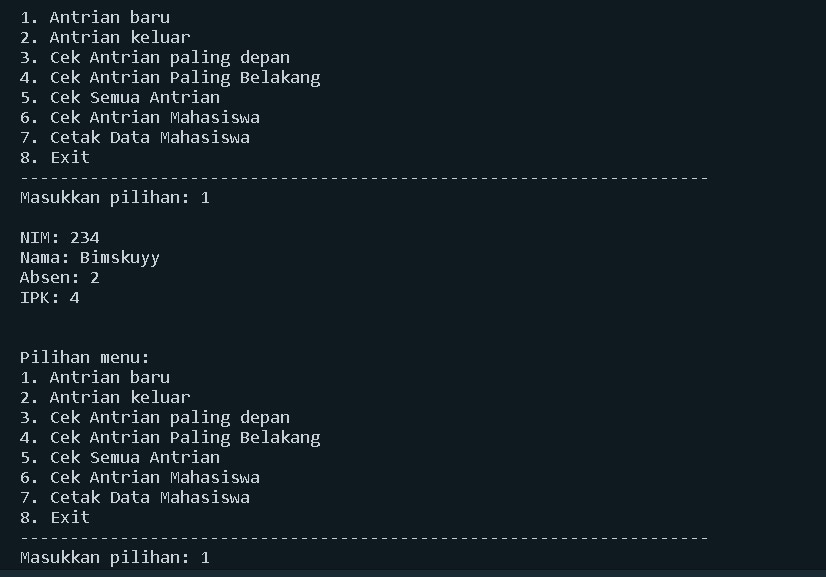 1. Antrian baru
2. Antrian keluar
3. Cek Antrian paling depan
4. Cek Antrian Paling Belakang
5. Cek Semua Antrian
6. Cek Antrian Mahasiswa
7. Cetak Data Mahasiswa
8. Exit
---------------------------------------------------------------------
Masukkan pilihan: 1
NIM: 234
Nama: Bimskuyy
Absen: 2
IPK: 4
Pilihan menu:
1. Antrian baru
2. Antrian keluar
3. Cek Antrian paling depan
4. Cek Antrian Paling Belakang
5. Cek Semua Antrian
6. Cek Antrian Mahasiswa
7. Cetak Data Mahasiswa
8. Exit
---------------------------------------------------------------------
Masukkan pilihan: 1